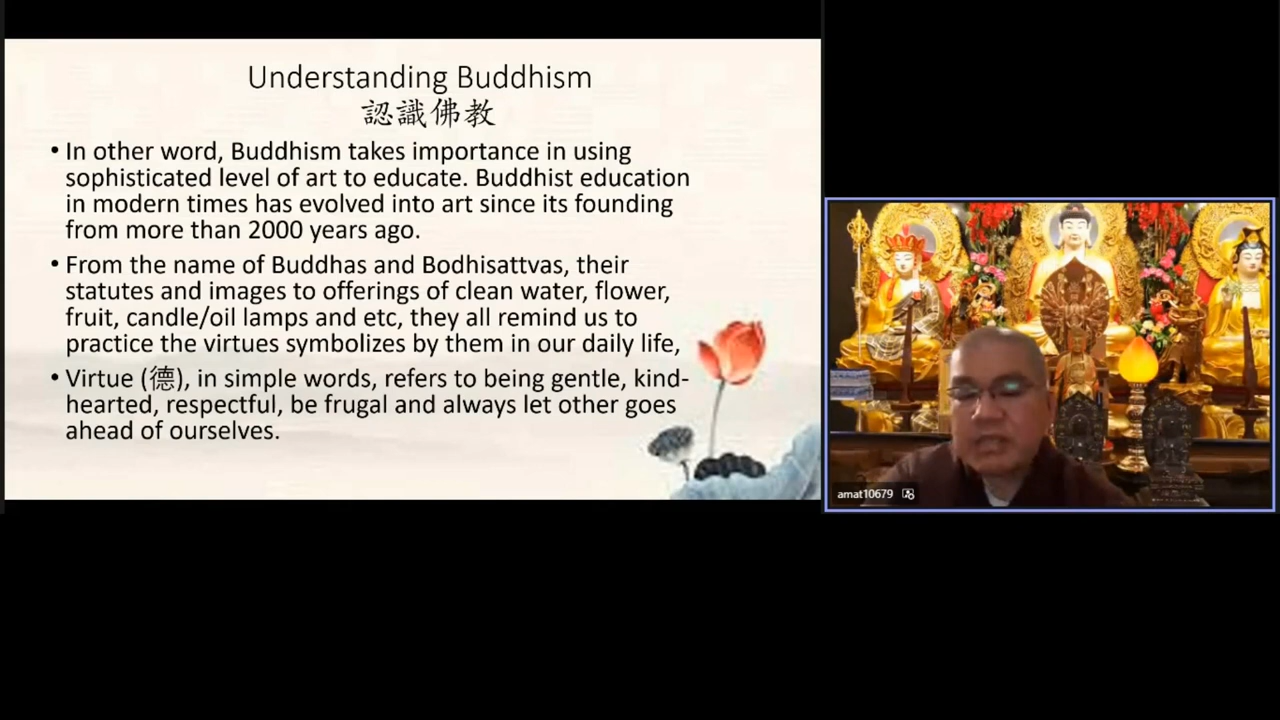 Understanding Buddhism
認識佛教
• In other word, Buddhism takes importance in using
sophisticated level of art to educate. Buddhist education
in modern times has evolved into art since its founding
from more than 2000 years ago.
• From the name of Buddhas and Bodhisattvas, their
statutes and images to offerings of clean water, flower,
fruit, candle/oil lamps and etc, they all remind us to
practice the virtues symbolizes by them in our daily life,
• Virtue (德), in simple words, refers to being gentle, kind-
hearted, respectful, be frugal and always let other goes
ahead of ourselves.
amat10679